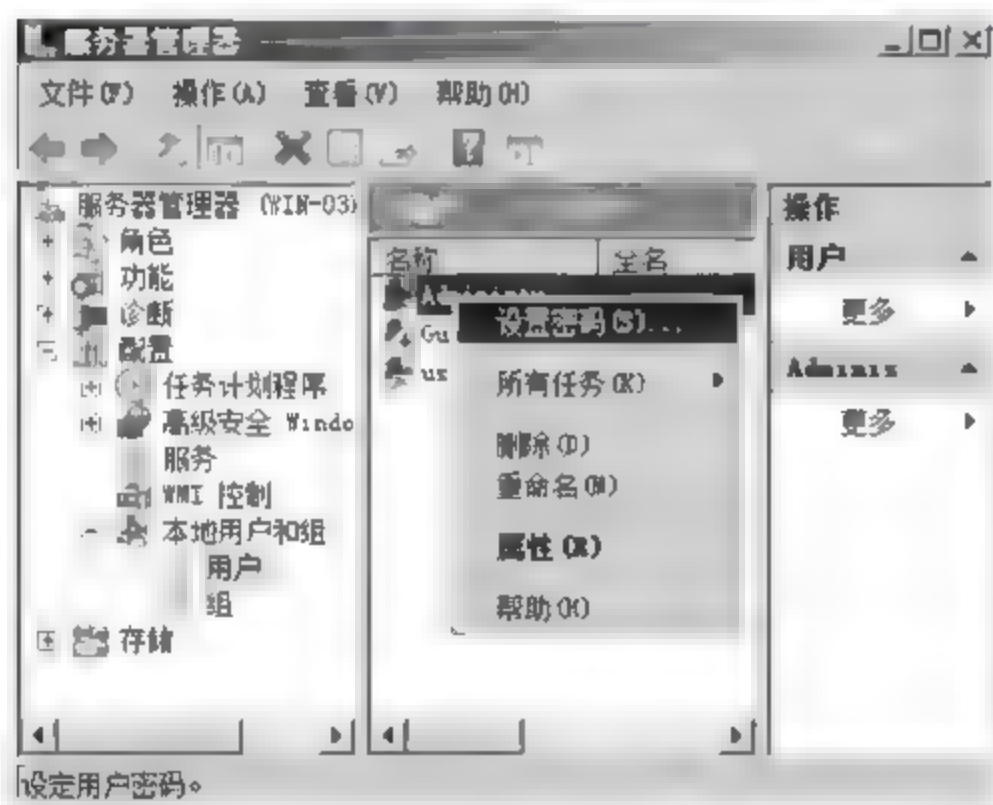 服务器管理器
文件(F) 操作(A) 查看(V) 帮助(H)
服务器管理器 (WIN-03)
角色
功能
诊断
配置
任务计划程序
高级安全 Windo
服务
WMI 控制
本地用户和组
用户
组
存储
名称 全名
Gu
us
设置密码(S)...
所有任务(K)
删除(D)
重命名(M)
属性(R)
帮助(H)
操作
用户
更多
Adminis
更多
设定用户密码。